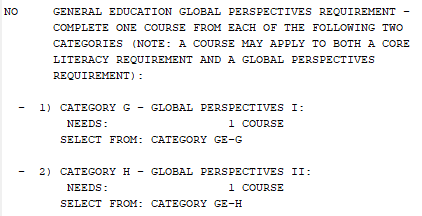 NO GENERAL EDUCATION GLOBAL PERSPECTIVES REQUIREMENT -
COMPLETE ONE COURSE FROM EACH OF THE FOLLOWING TWO
CATEGORIES (NOTE: A COURSE MAY APPLY TO BOTH A CORE
LITERACY REQUIREMENT AND A GLOBAL PERSPECTIVES
REQUIREMENT):
- 1) CATEGORY G - GLOBAL PERSPECTIVES I:
NEEDS: 1 COURSE
SELECT FROM: CATEGORY GE-G
- 2) CATEGORY H - GLOBAL PERSPECTIVES II:
NEEDS: 1 COURSE
SELECT FROM: CATEGORY GE-H